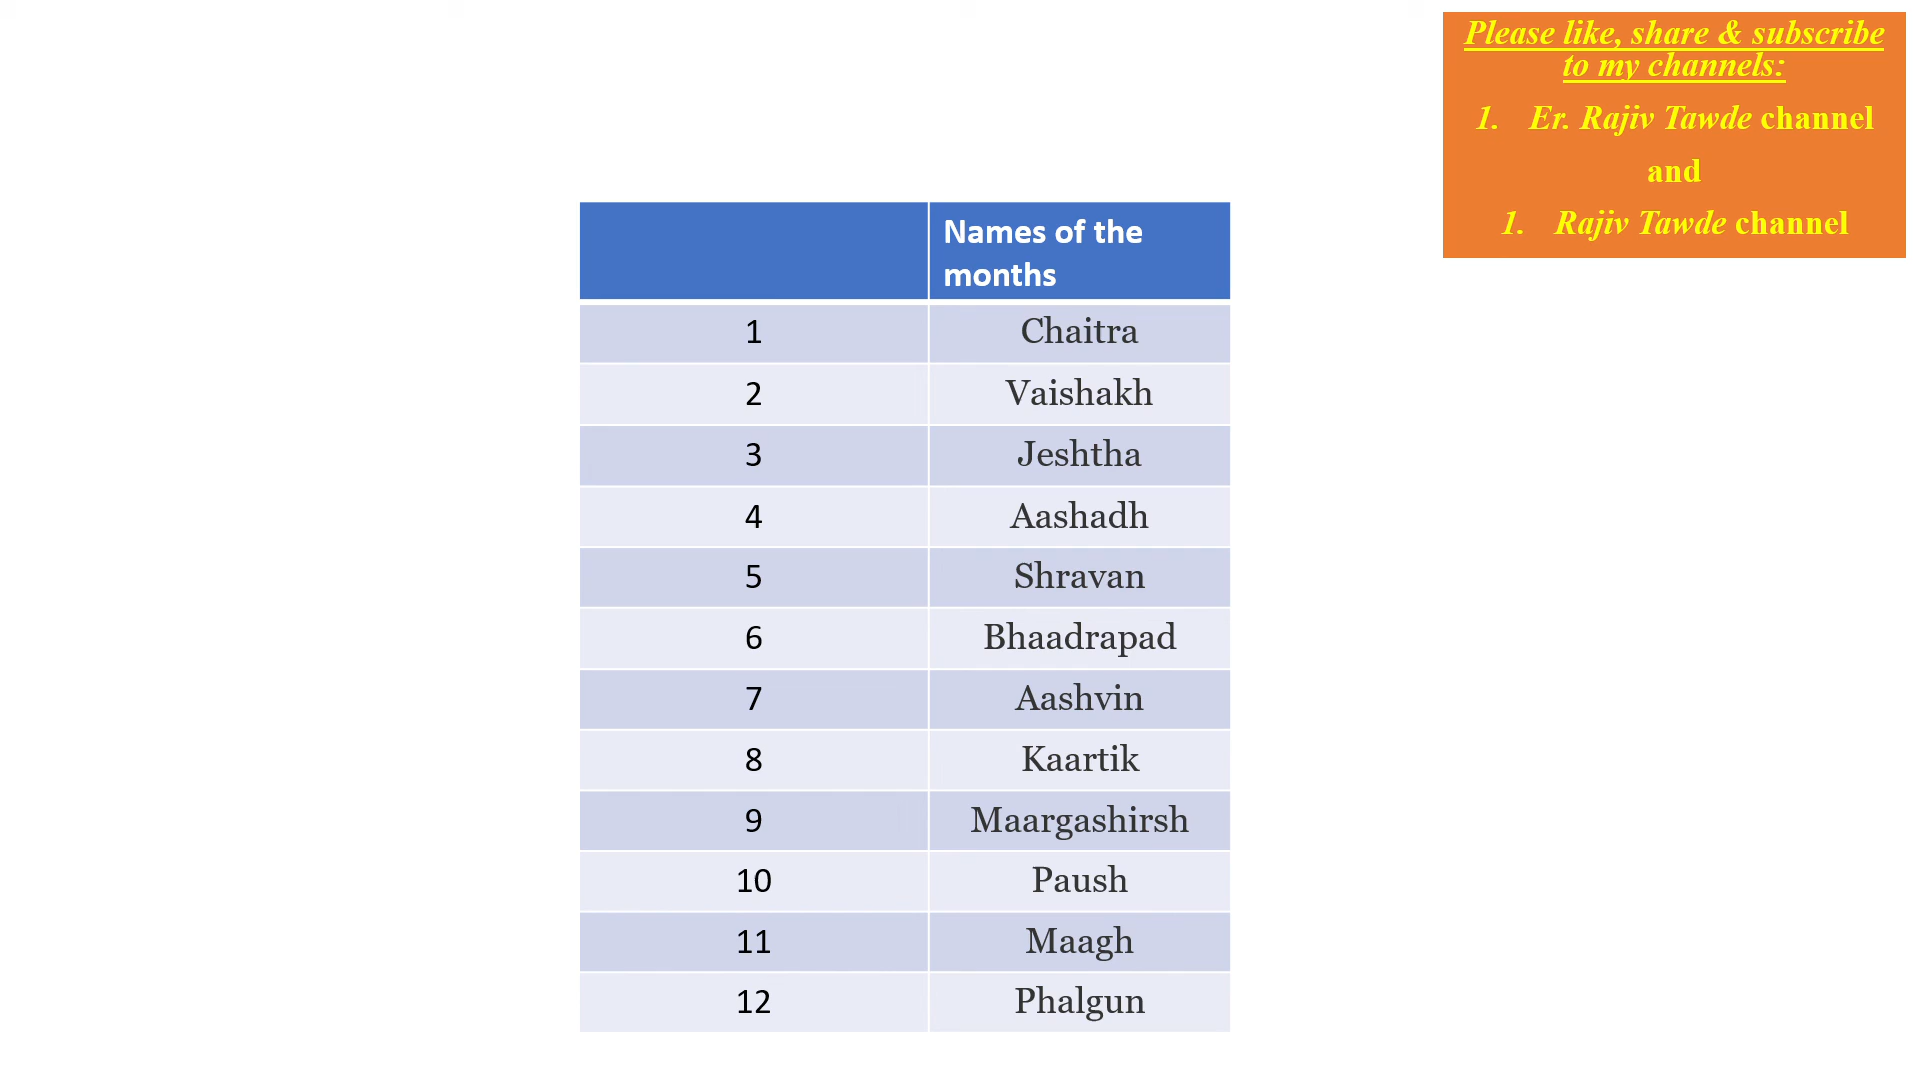 Please like, share & subscribe
to my channels:
1. Er. Rajiv Tawde channel
and
1. Rajiv Tawde channel
Names of the
months
1 Chaitra
2 Vaishakh
3 Jeshtha
4 Aashadh
5 Shravan
6 Bhaadrapad
7 Aashvin
8 Kaartik
9 Maargashirsh
10 Paush
11 Maagh
12 Phalgun